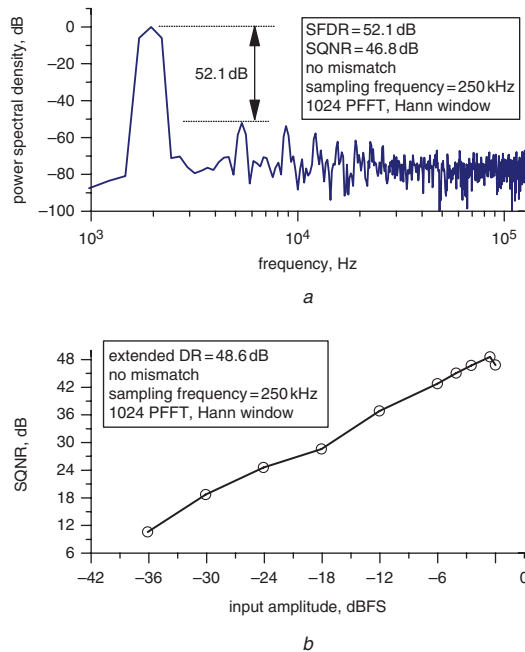 0
−20
−40
−60
−80
−100
power spectral density, dB
52.1 dB
SFDR = 52.1 dB
SQNR = 46.8 dB
no mismatch
sampling frequency = 250 kHz
1024 PFFT, Hann window
10³
10⁴
10⁵
frequency, Hz
a
48
42
36
30
24
18
12
6
SQNR, dB
extended DR = 48.6 dB
no mismatch
sampling frequency = 250 kHz
1024 PFFT, Hann window
−42
−36
−30
−24
−18
−12
−6
0
input amplitude, dBFS
b